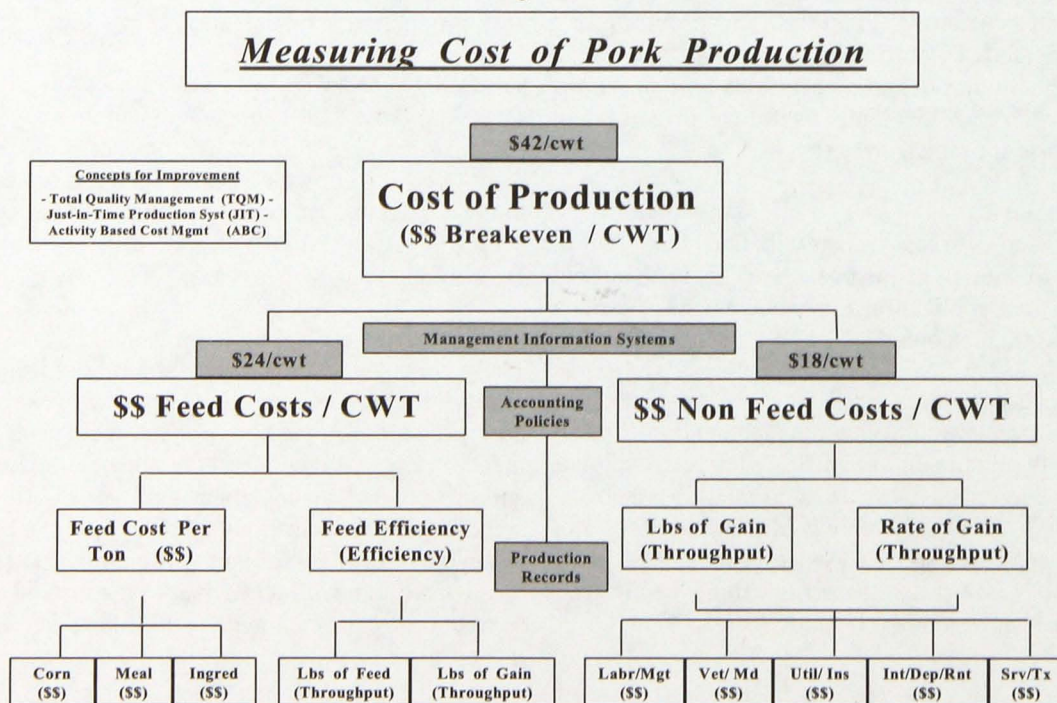 Measuring Cost of Pork Production
$42/cwt
Concepts for Improvement
- Total Quality Management (TQM) -
Just-in-Time Production Syst (JIT) -
Activity Based Cost Mgmt (ABC)
Cost of Production
($$ Breakeven / CWT)
Management Information Systems
$24/cwt
$18/cwt
$$ Feed Costs / CWT
Accounting
Policies
$$ Non Feed Costs / CWT
Feed Cost Per
Ton ($$)
Feed Efficiency
(Efficiency)
Production
Records
Lbs of Gain
(Throughput)
Rate of Gain
(Throughput)
Corn
($$)
Meal
($$)
Ingred
($$)
Lbs of Feed
(Throughput)
Lbs of Gain
(Throughput)
Labr/Mgt
($$)
Vet/ Md
($$)
Util/ Ins
($$)
Int/Dep/Rnt
($$)
Srv/Tx
($$)